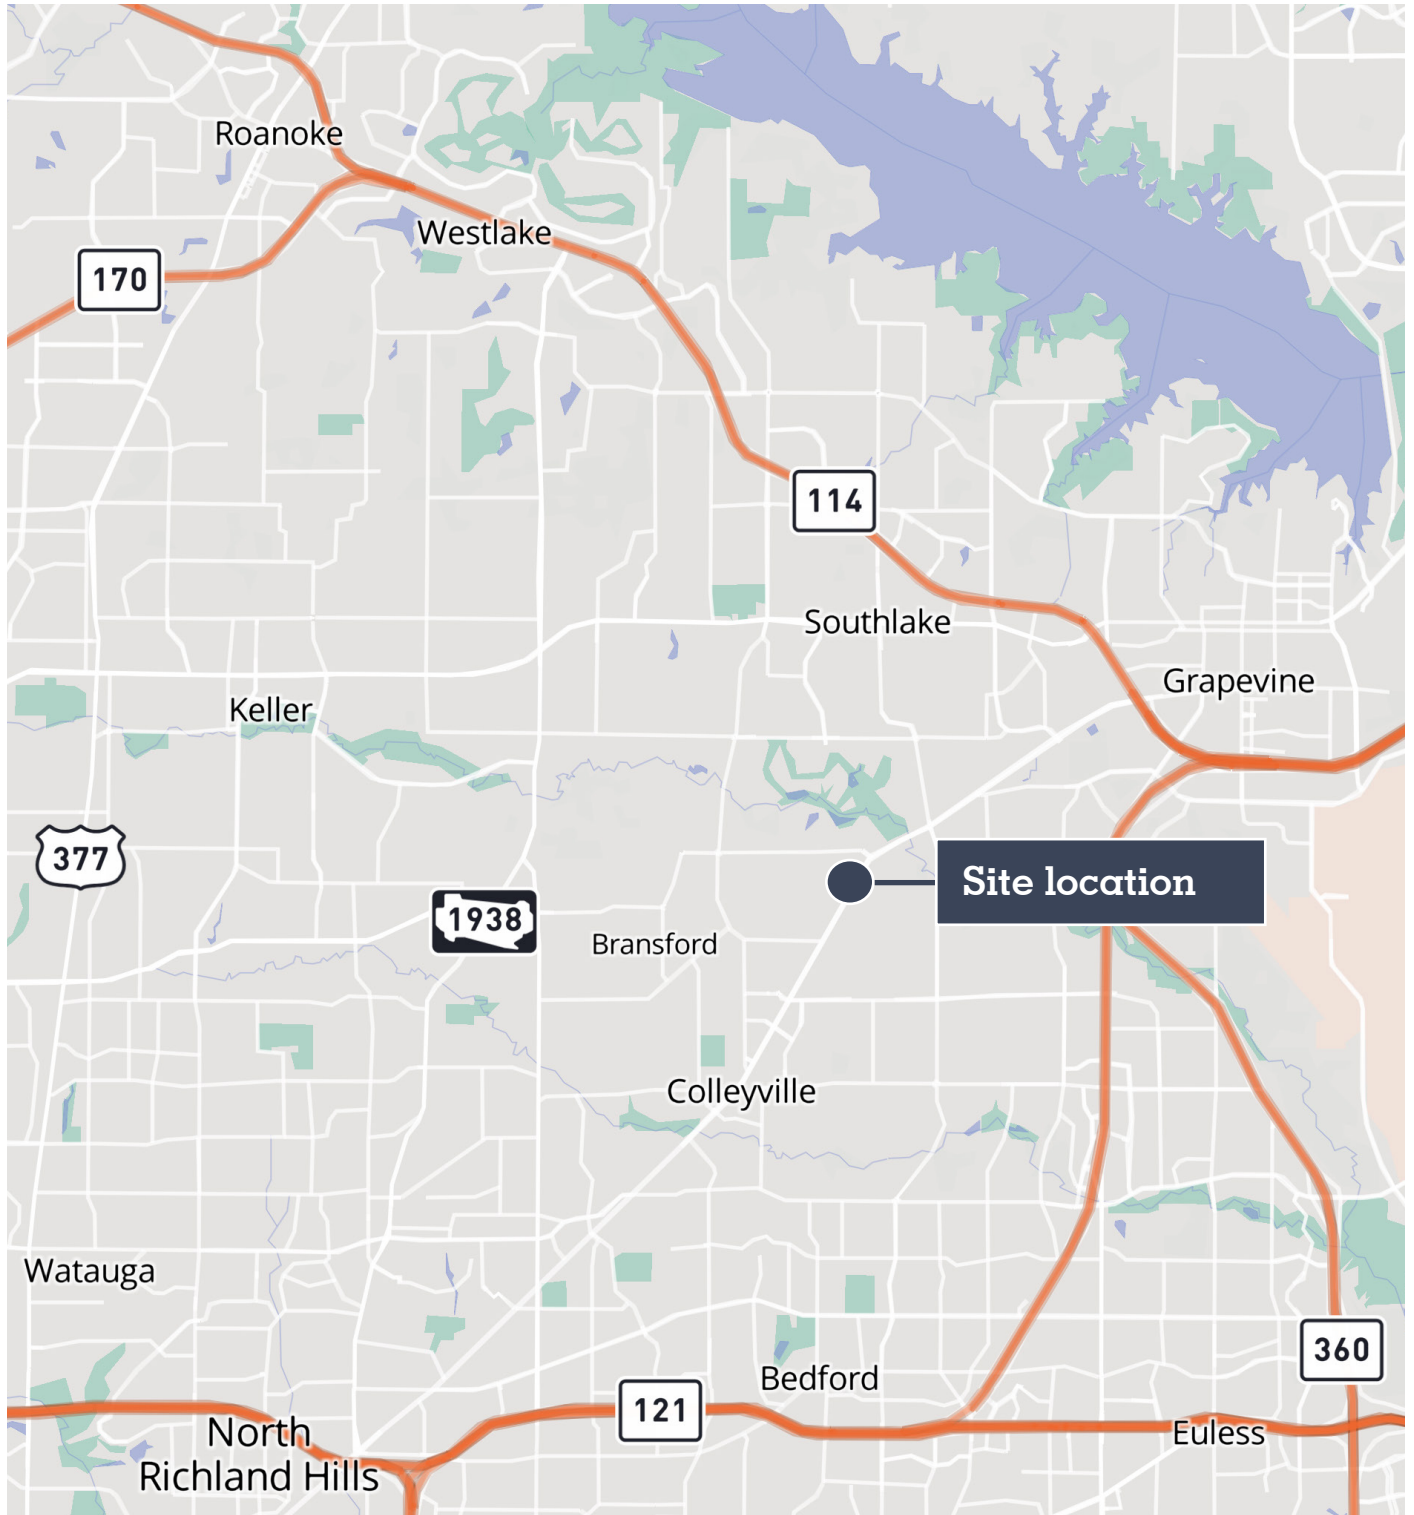 Roanoke
Westlake
170
114
Southlake
Grapevine
Keller
377
1938
Site location
Bransford
Colleyville
Watauga
360
Bedford
121
North
Richland Hills
Euless